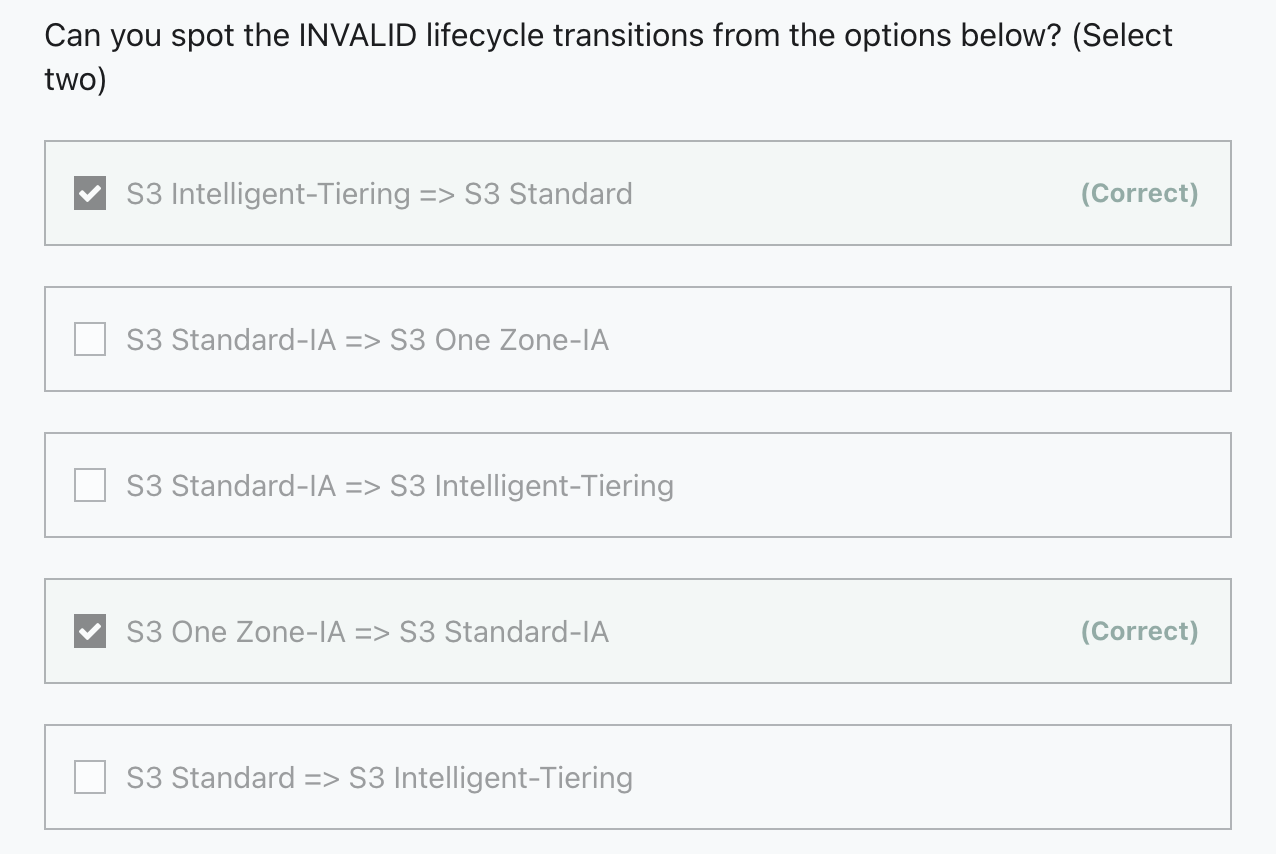 Can you spot the INVALID lifecycle transitions from the options below? (Select
two)
S3 Intelligent-Tiering => S3 Standard (Correct)
S3 Standard-IA => S3 One Zone-IA
S3 Standard-IA => S3 Intelligent-Tiering
S3 One Zone-IA => S3 Standard-IA (Correct)
S3 Standard => S3 Intelligent-Tiering